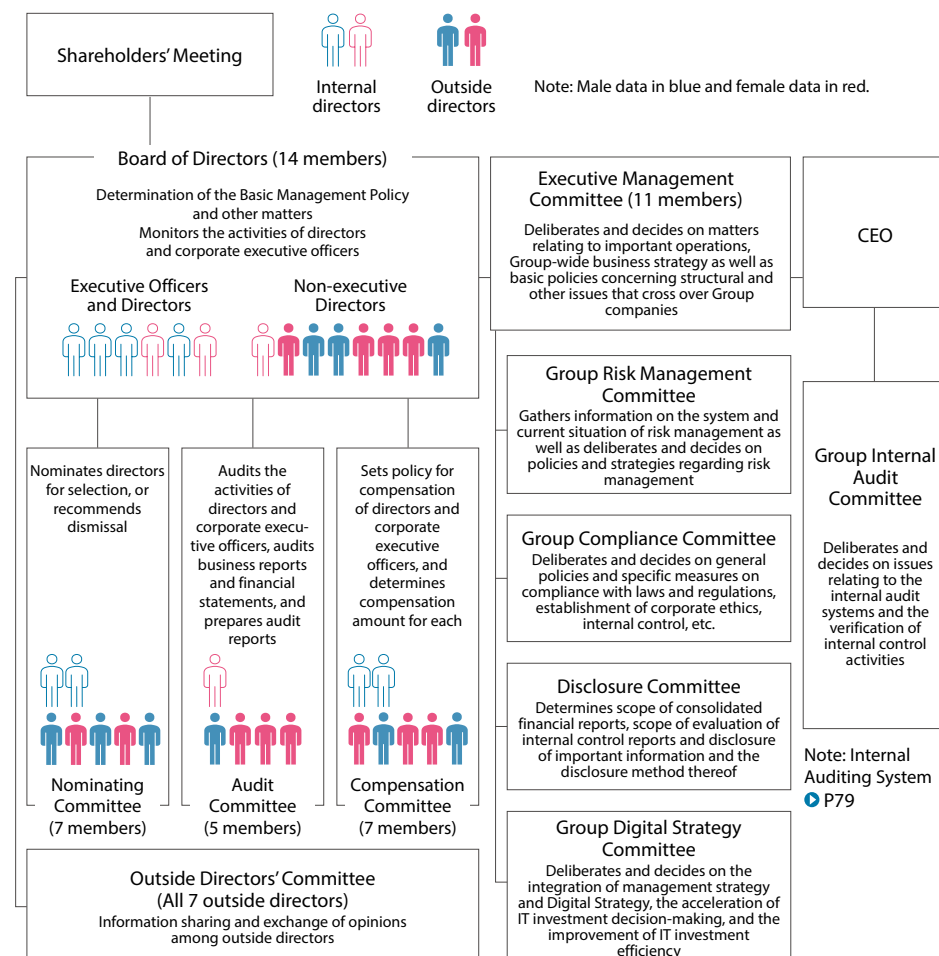 Shareholders' Meeting
Internal
directors
Outside
directors
Note: Male data in blue and female data in red.
Board of Directors (14 members)
Determination of the Basic Management Policy
and other matters
Monitors the activities of directors
and corporate executive officers
Executive Officers
and Directors
Non-executive
Directors
Executive Management
Committee (11 members)
Deliberates and decides on matters
relating to important operations,
Group-wide business strategy as well as
basic policies concerning structural and
other issues that cross over Group
companies
CEO
Group Risk Management
Committee
Gathers information on the system and
current situation of risk management as
well as deliberates and decides on
policies and strategies regarding risk
management
Group Internal
Audit
Committee
Deliberates and
decides on issues
relating to the
internal audit
systems and the
verification of
internal control
activities
Nominates directors
for selection, or
recommends
dismissal
Nominating
Committee
(7 members)
Audits the
activities of
directors and
corporate execu-
tive officers, audits
business reports
and financial
statements, and
prepares audit
reports
Audit
Committee
(5 members)
Sets policy for
compensation
of directors and
corporate
executive
officers, and
determines
compensation
amount for each
Compensation
Committee
(7 members)
Group Compliance Committee
Deliberates and decides on general
policies and specific measures on
compliance with laws and regulations,
establishment of corporate ethics,
internal control, etc.
Disclosure Committee
Determines scope of consolidated
financial reports, scope of evaluation of
internal control reports and disclosure
of important information and the
disclosure method thereof
Note: Internal
Auditing System
P79
Outside Directors' Committee
(All 7 outside directors)
Information sharing and exchange of opinions
among outside directors
Group Digital Strategy
Committee
Deliberates and decides on the
integration of management strategy
and Digital Strategy, the acceleration of
IT investment decision-making, and the
improvement of IT investment
efficiency